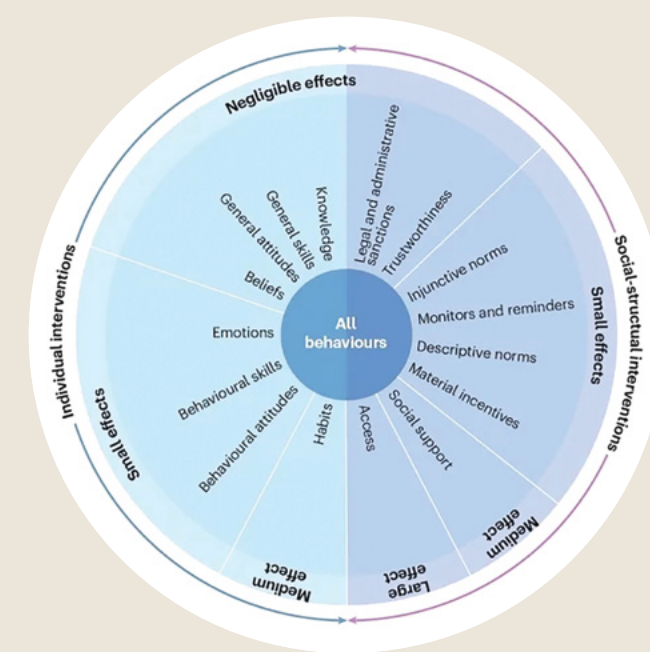 Negligible effects
Individual interventions
Social-structural interventions
Knowledge
General skills
General attitudes
Beliefs
Emotions
Behavioural skills
Behavioural attitudes
Habits
Small effects
Medium
effect
All
behaviours
Legal and administrative
sanctions
Trustworthiness
Injunctive norms
Monitors and reminders
Descriptive norms
Material incentives
Social support
Access
Small effects
Medium
effect
Large
effect